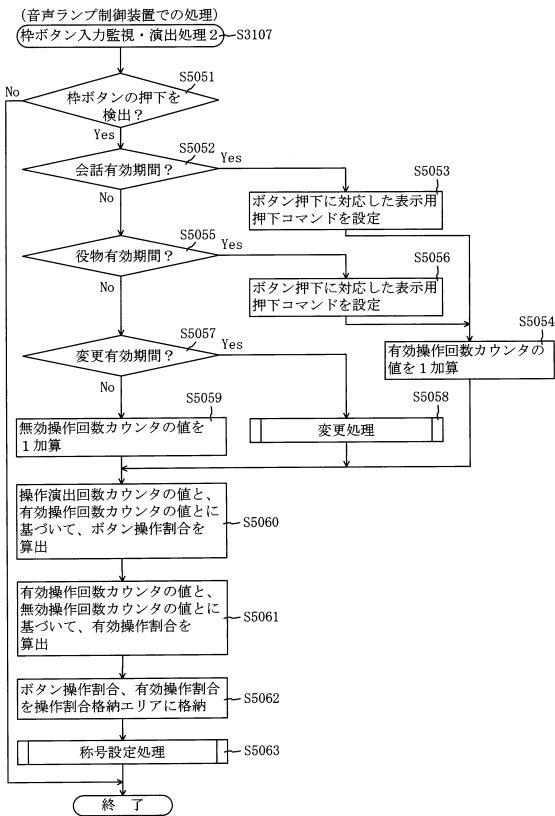 （音声ランプ制御装置での処理）
枠ボタン入力監視・演出処理２
S3107
S5051
枠ボタンの押下を
検出？
No
Yes
S5052
会話有効期間？
Yes
No
S5053
ボタン押下に対応した表示用
押下コマンドを設定
S5055
役物有効期間？
Yes
No
S5056
ボタン押下に対応した表示用
押下コマンドを設定
S5054
有効操作回数カウンタの
値を１加算
S5057
変更有効期間？
Yes
No
S5058
変更処理
S5059
無効操作回数カウンタの値を
１加算
操作演出回数カウンタの値と、
有効操作回数カウンタの値とに
基づいて、ボタン操作割合を
算出
S5060
有効操作回数カウンタの値と、
無効操作回数カウンタの値とに
基づいて、有効操作割合を
算出
S5061
ボタン操作割合、有効操作割合
を操作割合格納エリアに格納
S5062
称号設定処理
S5063
終 了